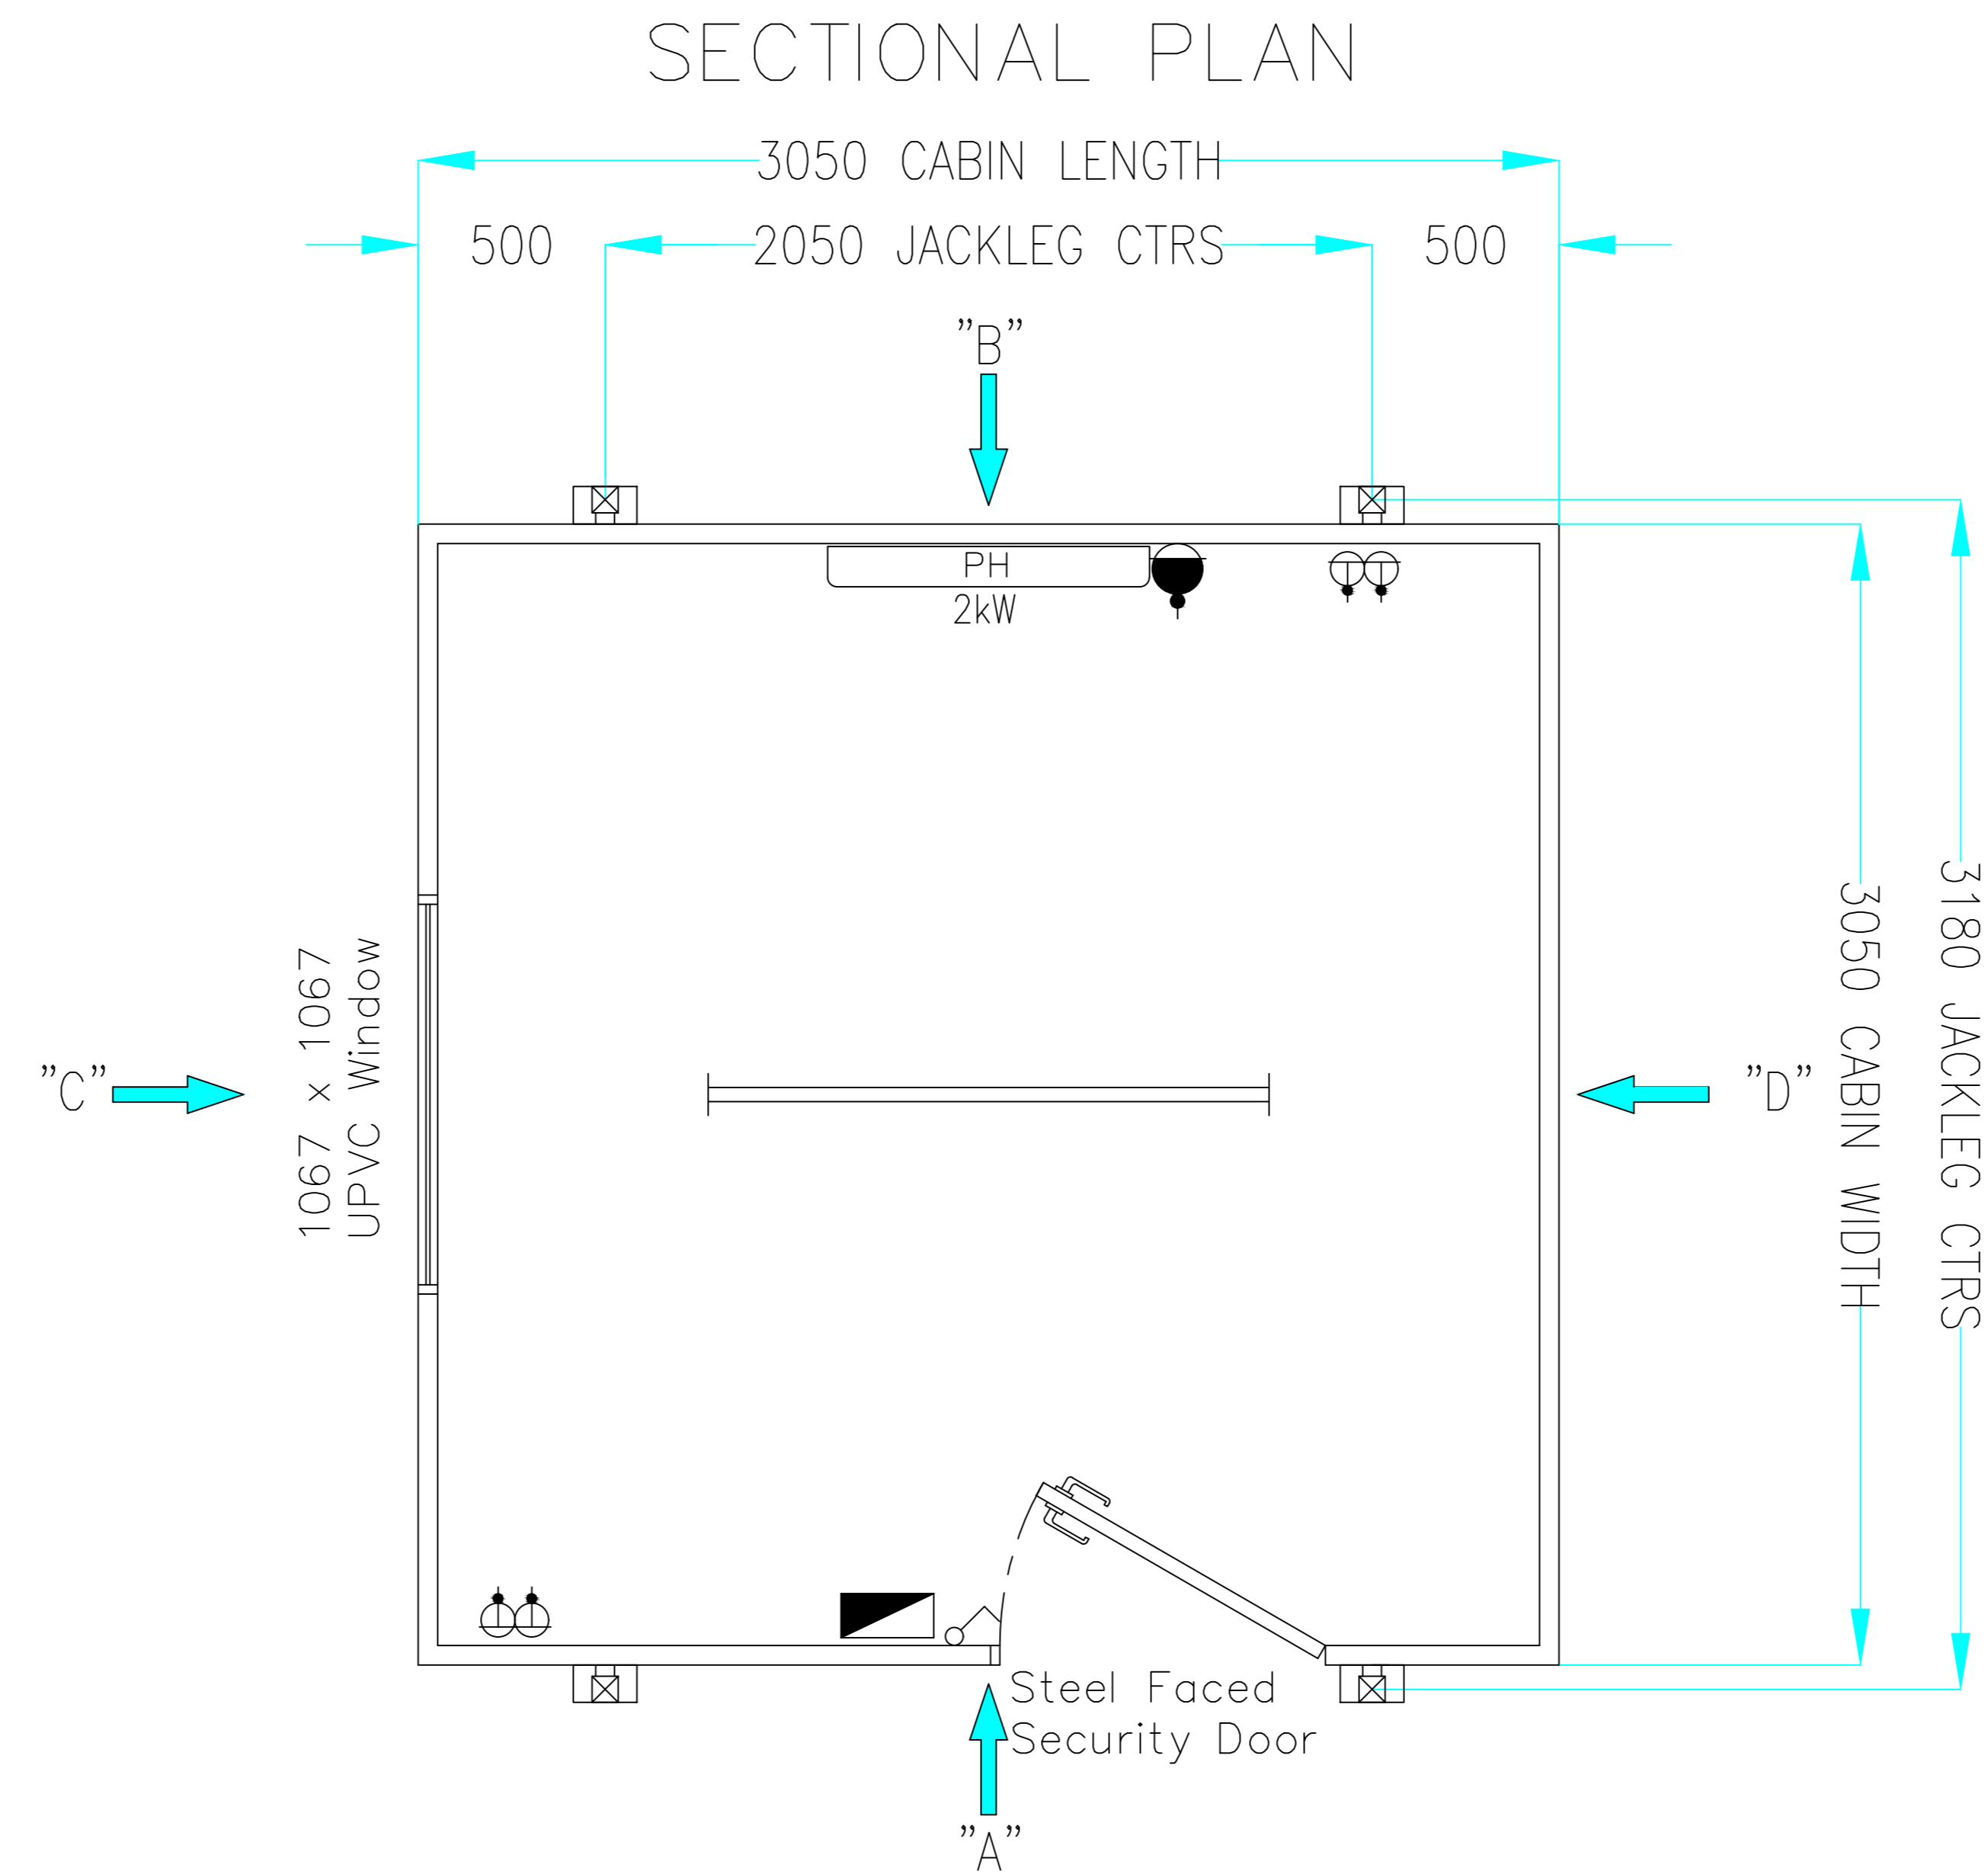 SECTIONAL PLAN
3050 CABIN LENGTH
500
2050 JACKLEG CTRS
500
"B"
PH
2kW
1067 x 1067
UPVC Window
"C"
"D"
3050 CABIN WIDTH
3180 JACKLEG CTRS
Steel Faced
Security Door
"A"